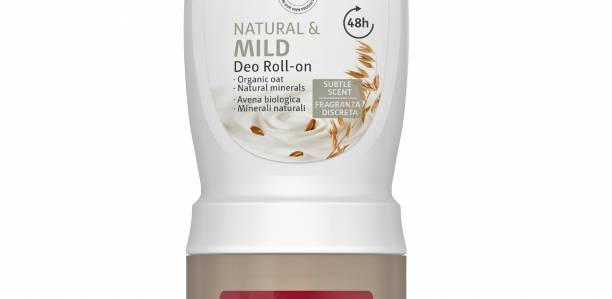 NATURAL &
MILD
Deo Roll-on
· Organic oat
· Natural minerals
· Avena biologica
· Minerali naturali
48h
SUBTLE
SCENT
FRAGRANZA
DISCRETA